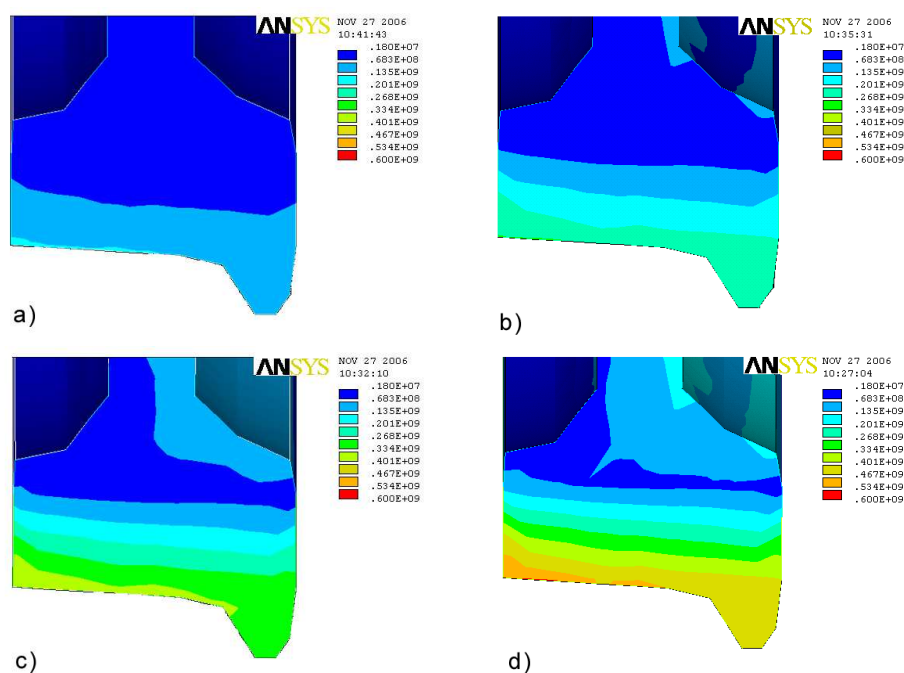 ANSYS
NOV 27 2006
10:41:43
.180E+07
.683E+08
.135E+09
.201E+09
.268E+09
.334E+09
.401E+09
.467E+09
.534E+09
.600E+09
a)
ANSYS
NOV 27 2006
10:35:31
.180E+07
.683E+08
.135E+09
.201E+09
.268E+09
.334E+09
.401E+09
.467E+09
.534E+09
.600E+09
b)
ANSYS
NOV 27 2006
10:32:10
.180E+07
.683E+08
.135E+09
.201E+09
.268E+09
.334E+09
.401E+09
.467E+09
.534E+09
.600E+09
c)
ANSYS
NOV 27 2006
10:27:04
.180E+07
.683E+08
.135E+09
.201E+09
.268E+09
.334E+09
.401E+09
.467E+09
.534E+09
.600E+09
d)